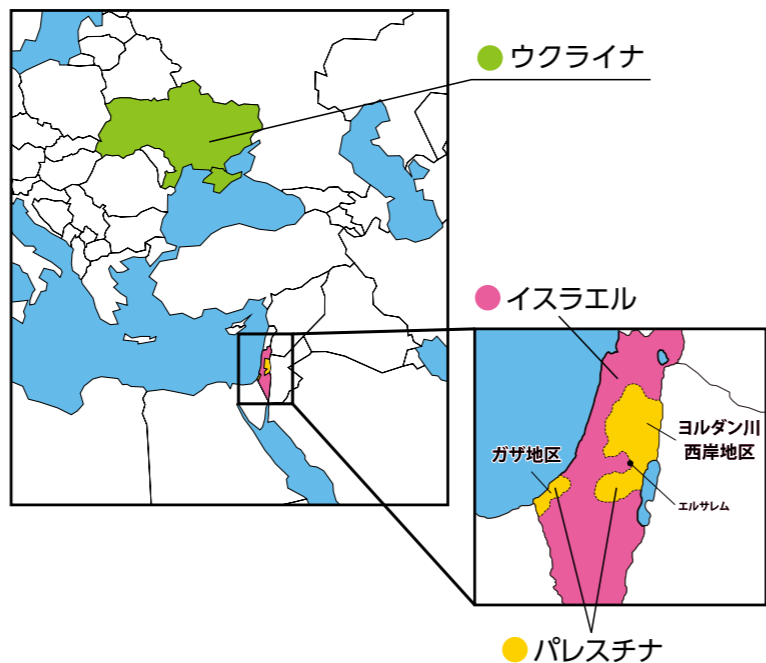 ウクライナ
イスラエル
ヨルダン川
西岸地区
ガザ地区
エルサレム
パレスチナ